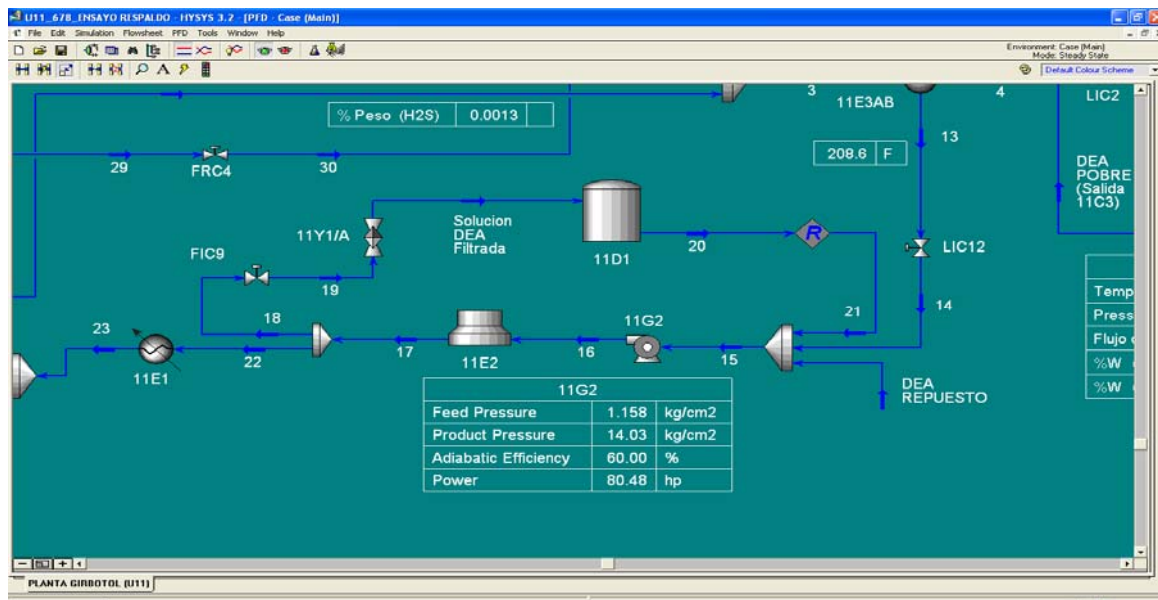 U11_678_ENSAYO RESPALDO - HYSYS 3.2 - [PFD - Case (Main)]
File Edit Simulation Flowsheet PFD Tools Window Help
Environment: Case (Main)
Mode: Steady State
Default Colour Scheme
% Peso (H2S) 0.0013
3
11E3AB
4
LIC2
13
29
FRC4
30
208.6 F
DEA
POBRE
(Salida
11C3)
11Y1/A
Solucion
DEA
Filtrada
R
20
11D1
LIC12
FIC9
19
Temp
Press
Flujo
%W
%W
23
18
21
14
11G2
11E1
22
17
11E2
16
15
DEA
REPUESTO
11G2
Feed Pressure 1.158 kg/cm2
Product Pressure 14.03 kg/cm2
Adiabatic Efficiency 60.00 %
Power 80.48 hp
PLANTA GIRBOTOL (U11)